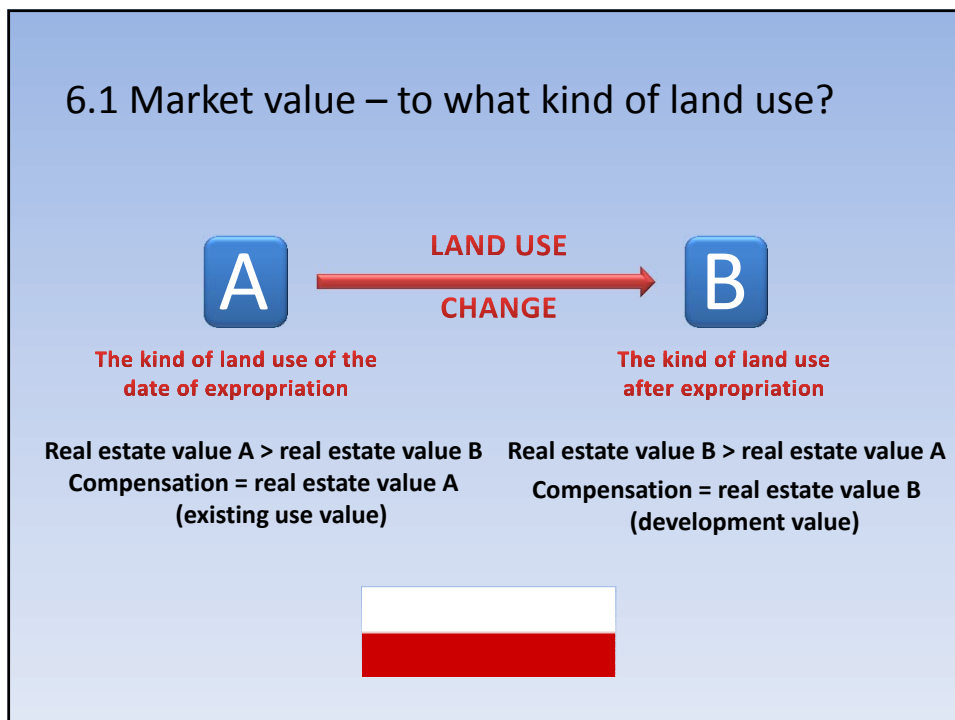 6.1 Market value – to what kind of land use?
A
LAND USE
CHANGE
B
The kind of land use of the
date of expropriation
The kind of land use
after expropriation
Real estate value A > real estate value B
Compensation = real estate value A
(existing use value)
Real estate value B > real estate value A
Compensation = real estate value B
(development value)